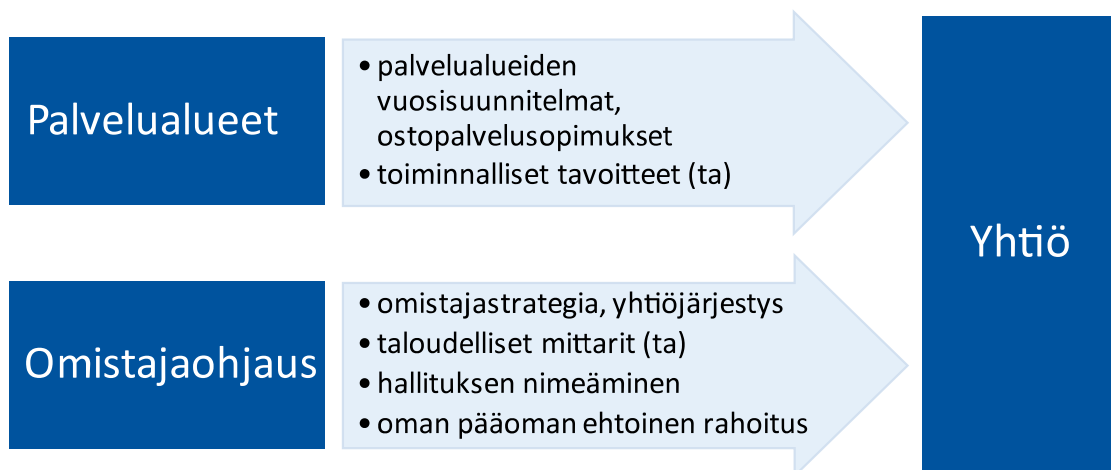 Palvelualueet
• palvelualueiden
vuosisuunnitelmat,
ostopalvelusopimukset
• toiminnalliset tavoitteet (ta)
Omistajaohjaus
• omistajastrategia, yhtiöjärjestys
• taloudelliset mittarit (ta)
• hallituksen nimeäminen
• oman pääoman ehtoinen rahoitus
Yhtiö